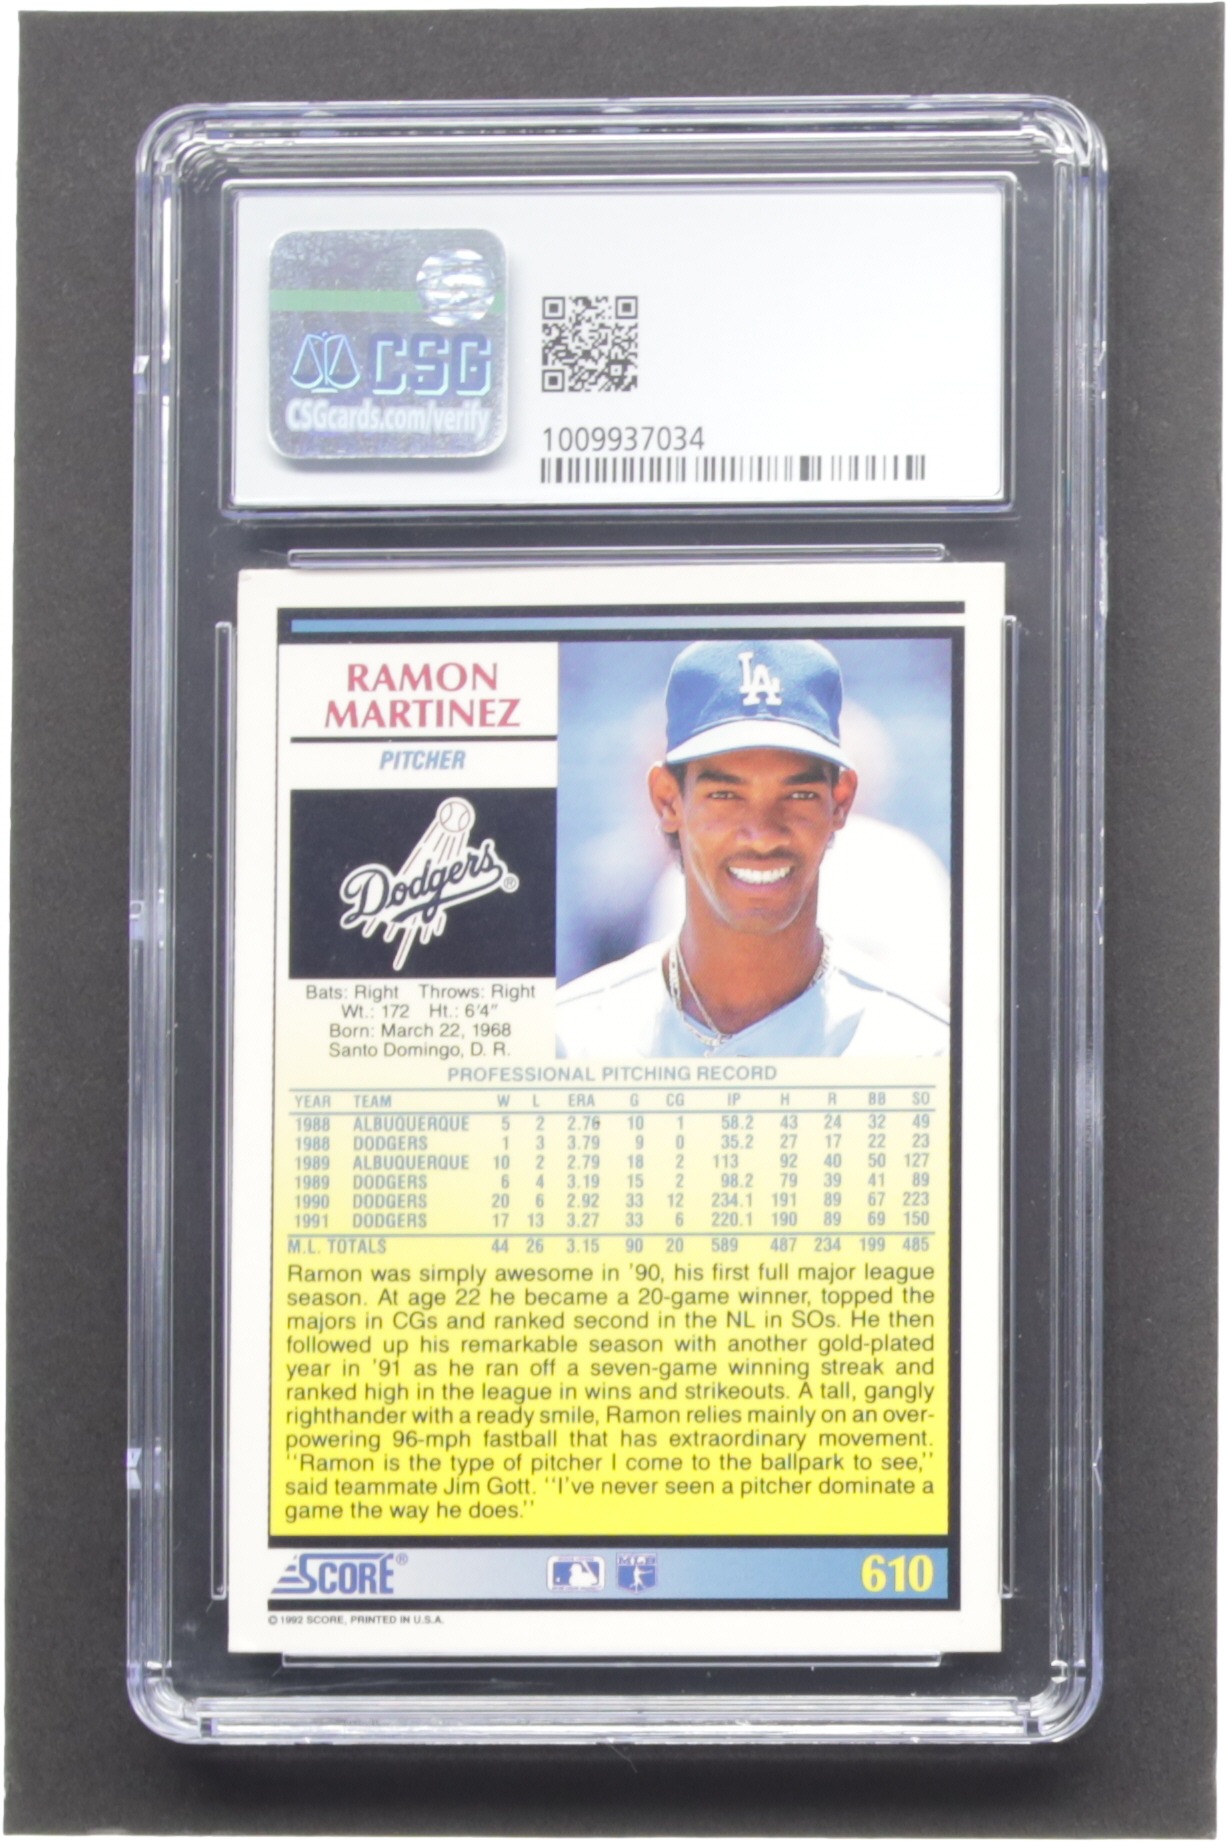 CSG
CSGcards.com/verify
1009937034
RAMON
MARTINEZ
PITCHER
Dodgers®
Bats: Right Throws: Right
Wt.: 172 Ht.: 6'4"
Born: March 22, 1968
Santo Domingo, D. R.
PROFESSIONAL PITCHING RECORD
YEAR TEAM W L ERA G CG IP H R BB SO
1988 ALBUQUERQUE 5 2 2.76 10 1 58.2 43 24 32 49
1988 DODGERS 1 3 3.79 9 0 35.2 27 17 22 23
1989 ALBUQUERQUE 10 2 2.79 18 2 113 92 40 50 127
1989 DODGERS 6 4 3.19 15 2 98.2 79 39 41 89
1990 DODGERS 20 6 2.92 33 12 234.1 191 89 67 223
1991 DODGERS 17 13 3.27 33 6 220.1 190 89 69 150
M.L. TOTALS 44 26 3.15 90 20 589 487 234 199 485
Ramon was simply awesome in '90, his first full major league
season. At age 22 he became a 20-game winner, topped the
majors in CGs and ranked second in the NL in SOs. He then
followed up his remarkable season with another gold-plated
year in '91 as he ran off a seven-game winning streak and
ranked high in the league in wins and strikeouts. A tall, gangly
righthander with a ready smile, Ramon relies mainly on an over-
powering 96-mph fastball that has extraordinary movement.
"Ramon is the type of pitcher I come to the ballpark to see,"
said teammate Jim Gott. "I've never seen a pitcher dominate a
game the way he does."
SCORE® 610
© 1992 SCORE, PRINTED IN U.S.A.
LA